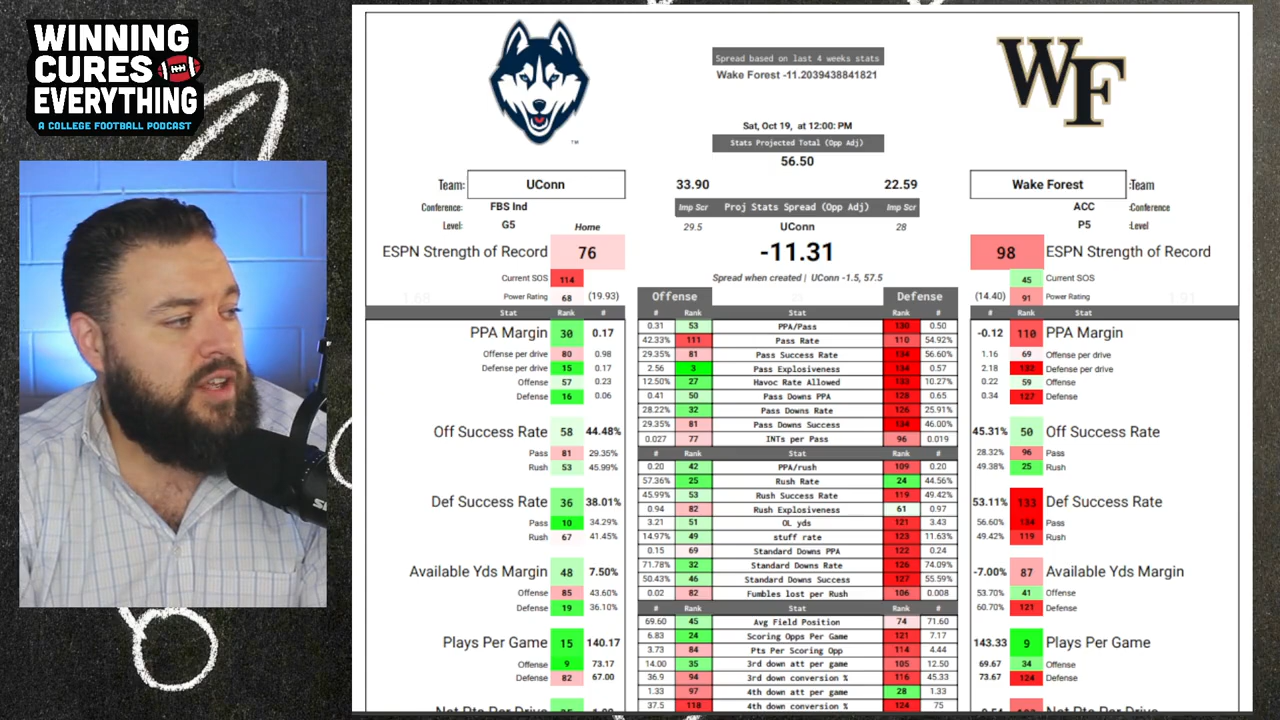 WINNING
CURES
EVERYTHING
A COLLEGE FOOTBALL PODCAST
TM
WF
Spread based on last 4 weeks stats
Wake Forest -11.2039438841821
Sat, Oct 19, at 12:00: PM
Stats Projected Total (Opp Adj)
56.50
Team: UConn 33.90 22.59 Wake Forest :Team
Conference: FBS Ind Imp Scr Proj Stats Spread (Opp Adj) Imp Scr ACC :Conference
Level: G5 Home 29.5 UConn 28 P5 :Level
ESPN Strength of Record 76 -11.31 98 ESPN Strength of Record
Current SOS 114 Spread when created | UConn -1.5, 57.5 45 Current SOS
Power Rating 68 (19.93) Offense Defense (14.40) 91 Power Rating
Stat Rank # # Rank Stat Rank # # Rank Stat
PPA Margin 30 0.17 0.31 53 PPA/Pass 130 0.50 -0.12 110 PPA Margin
42.33% 111 Pass Rate 110 54.92%
Offense per drive 80 0.98 29.35% 81 Pass Success Rate 134 56.60% 1.16 69 Offense per drive
Defense per drive 15 0.17 2.56 3 Pass Explosiveness 134 0.57 2.18 132 Defense per drive
Offense 57 0.23 12.50% 27 Havoc Rate Allowed 133 10.27% 0.22 59 Offense
Defense 16 0.06 0.41 50 Pass Downs PPA 128 0.65 0.34 127 Defense
28.22% 32 Pass Downs Rate 126 25.91%
Off Success Rate 58 44.48% 29.35% 81 Pass Downs Success 134 46.00% 45.31% 50 Off Success Rate
0.027 77 INTs per Pass 96 0.019
Pass 81 29.35% # Rank Stat Rank # 28.32% 96 Pass
Rush 53 45.99% 0.20 42 PPA/rush 109 0.20 49.38% 25 Rush
57.36% 25 Rush Rate 24 44.56%
Def Success Rate 36 38.01% 45.99% 53 Rush Success Rate 119 49.42% 53.11% 133 Def Success Rate
0.94 82 Rush Explosiveness 61 0.97
Pass 10 34.29% 3.21 51 OL yds 121 3.43 56.60% 134 Pass
Rush 67 41.45% 14.97% 49 stuff rate 123 11.63% 49.42% 119 Rush
0.15 69 Standard Downs PPA 122 0.24
Available Yds Margin 48 7.50% 71.78% 32 Standard Downs Rate 126 74.09% -7.00% 87 Available Yds Margin
50.43% 46 Standard Downs Success 127 55.59%
Offense 85 43.60% 0.02 82 Fumbles lost per Rush 106 0.008 53.70% 41 Offense
Defense 19 36.10% # Rank Stat Rank # 60.70% 121 Defense
69.60 45 Avg Field Position 74 71.60
Plays Per Game 15 140.17 6.83 24 Scoring Opps Per Game 121 7.17 143.33 9 Plays Per Game
3.73 84 Pts Per Scoring Opp 114 4.44
Offense 9 73.17 14.00 35 3rd down att per game 105 12.50 69.67 34 Offense
Defense 82 67.00 36.9 94 3rd down conversion % 116 45.33 73.67 124 Defense
1.33 97 4th down att per game 28 1.33
37.5 118 4th down conversion % 124 75
Net Pts Per Drive